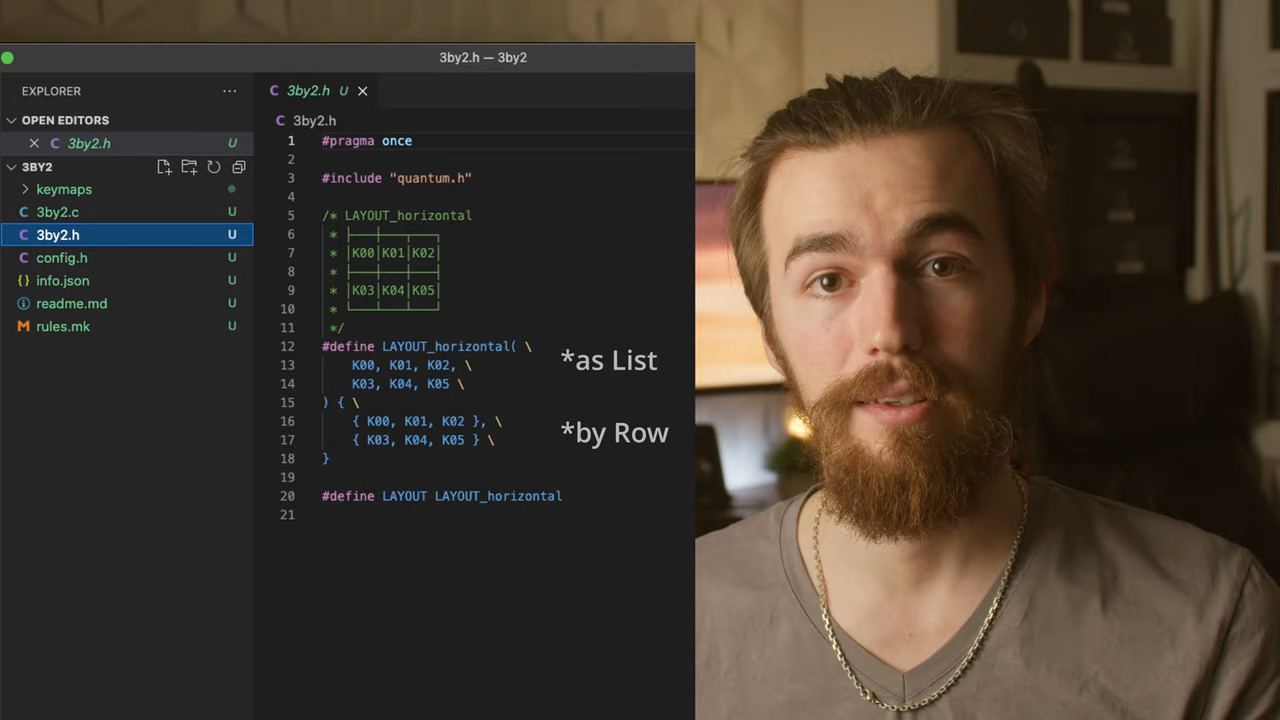 3by2.h — 3by2
EXPLORER
···
OPEN EDITORS
3by2.h U
3BY2
keymaps
3by2.c U
3by2.h U
config.h U
info.json U
readme.md U
rules.mk U
3by2.h U
3by2.h
1 #pragma once
2
3 #include "quantum.h"
4
5 /* LAYOUT_horizontal
6 * ├───┼───┬───┐
7 * │K00│K01│K02│
8 * ├───┼───┼───┤
9 * │K03│K04│K05│
10 * └───┴───┴───┘
11 */
12 #define LAYOUT_horizontal( \
13 K00, K01, K02, \
14 K03, K04, K05 \
15 ) { \
16 { K00, K01, K02 }, \
17 { K03, K04, K05 } \
18 }
19
20 #define LAYOUT LAYOUT_horizontal
21
*as List
*by Row